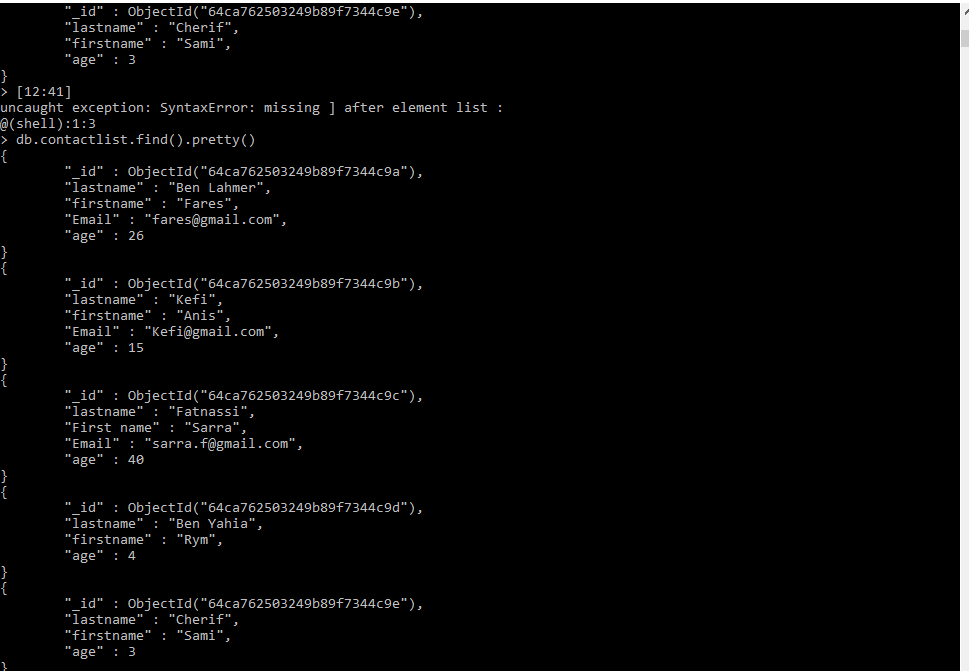 "_id" : ObjectId("64ca762503249b89f7344c9e"),
"lastname" : "Cherif",
"firstname" : "Sami",
"age" : 3
}
> [12:41]
uncaught exception: SyntaxError: missing ] after element list :
@(shell):1:3
> db.contactlist.find().pretty()
{
"_id" : ObjectId("64ca762503249b89f7344c9a"),
"lastname" : "Ben Lahmer",
"firstname" : "Fares",
"Email" : "fares@gmail.com",
"age" : 26
}
{
"_id" : ObjectId("64ca762503249b89f7344c9b"),
"lastname" : "Kefi",
"firstname" : "Anis",
"Email" : "Kefi@gmail.com",
"age" : 15
}
{
"_id" : ObjectId("64ca762503249b89f7344c9c"),
"lastname" : "Fatnassi",
"First name" : "Sarra",
"Email" : "sarra.f@gmail.com",
"age" : 40
}
{
"_id" : ObjectId("64ca762503249b89f7344c9d"),
"lastname" : "Ben Yahia",
"firstname" : "Rym",
"age" : 4
}
{
"_id" : ObjectId("64ca762503249b89f7344c9e"),
"lastname" : "Cherif",
"firstname" : "Sami",
"age" : 3
}